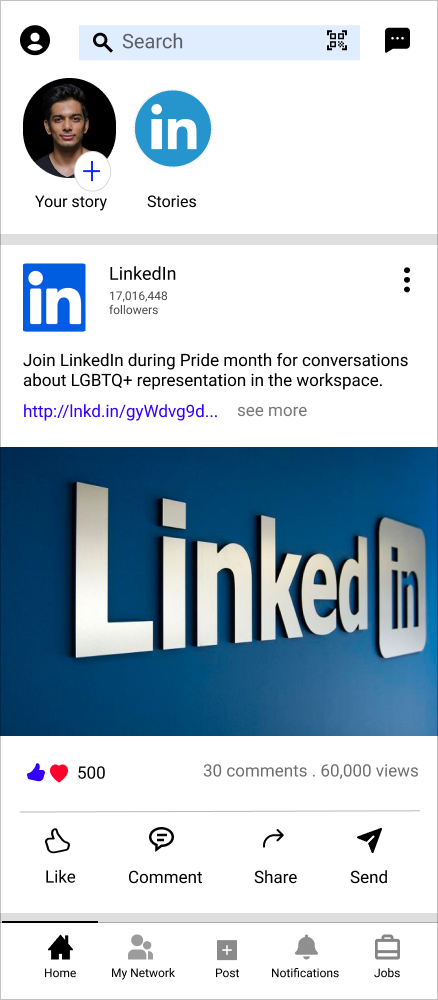 Search
in
Your story
Stories
in
LinkedIn
17,016,448
followers
Join LinkedIn during Pride month for conversations
about LGBTQ+ representation in the workspace.
http://lnkd.in/gyWdvg9d... see more
Linked in
500
30 comments . 60,000 views
Like
Comment
Share
Send
Home
My Network
Post
Notifications
Jobs